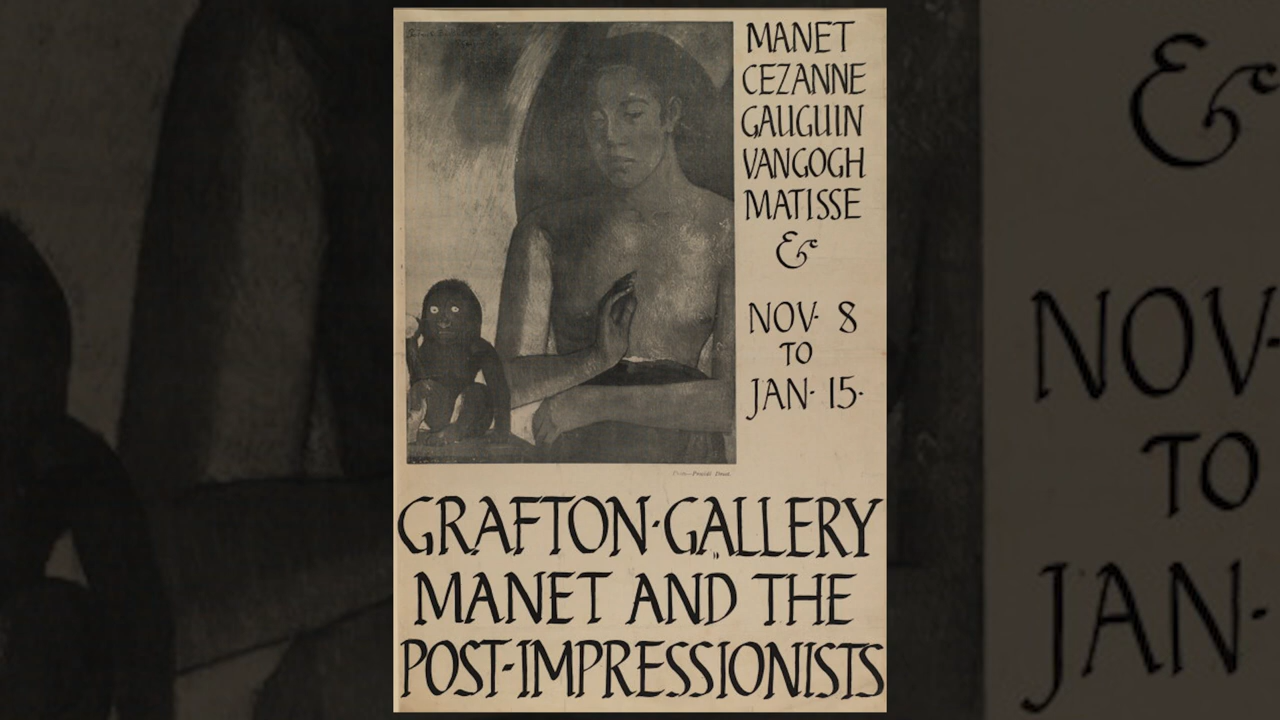 MANET
CEZANNE
GAUGUIN
VANGOGH
MATISSE
&
NOV· 8
TO
JAN· 15·
GRAFTON·GALLERY
MANET AND THE
POST-IMPRESSIONISTS
&
NOV-
TO
JAN-